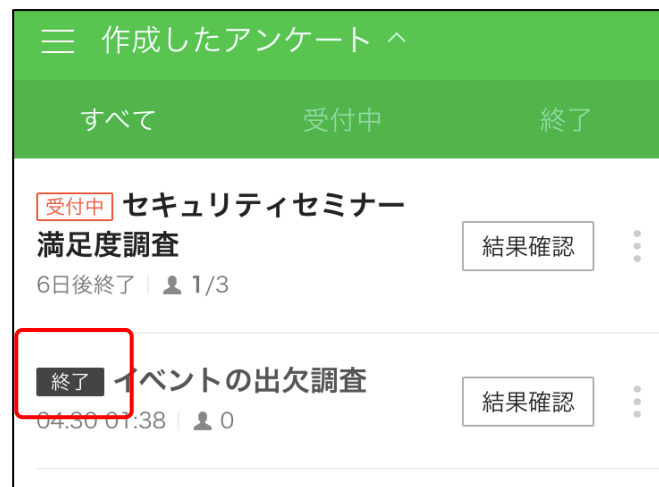 作成したアンケート
すべて 受付中 終了
受付中 セキュリティセミナー
満足度調査
結果確認
6日後終了 1/3
終了 イベントの出欠調査
結果確認
04.30 01:38 0